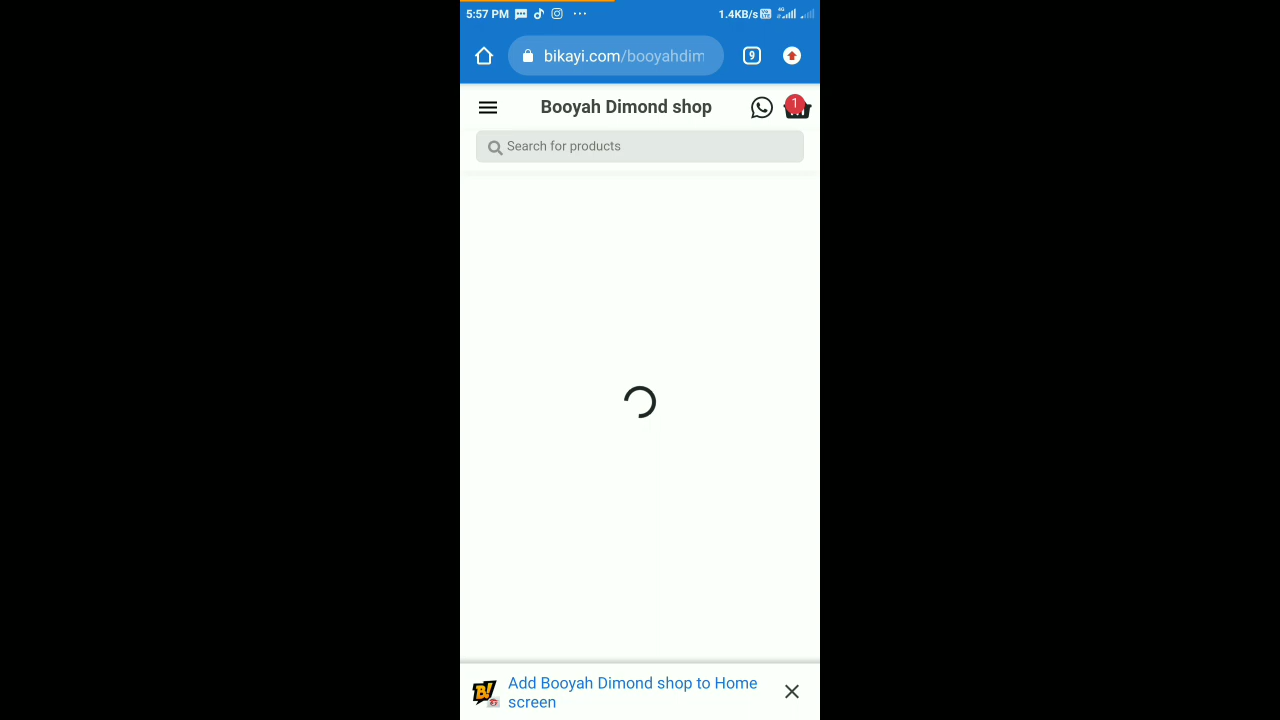 5:57 PM 1.4KB/s
bikayi.com/booyahdim
9
Booyah Dimond shop
1
Search for products
Add Booyah Dimond shop to Home
screen